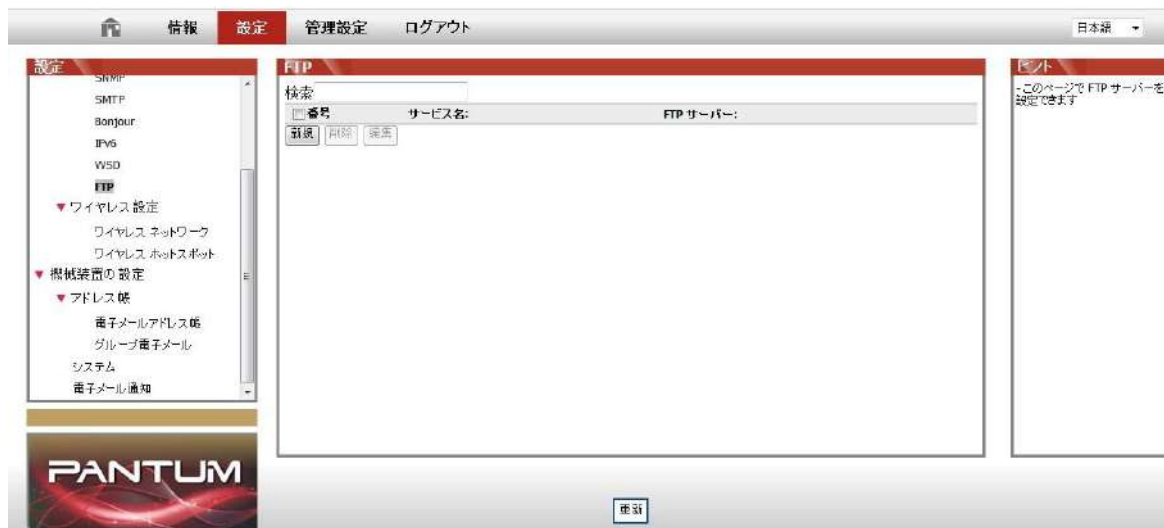 情報 設定 管理設定 ログアウト 日本語
設定
SNMP
SMTP
Bonjour
IPv6
WSD
FTP
ワイヤレス設定
ワイヤレス ネットワーク
ワイヤレス ホットスポット
機械装置の設定
アドレス帳
電子メールアドレス帳
グループ電子メール
システム
電子メール通知
PANTUM
FTP
検索
番号 サービス名: FTP サーバー:
新規 削除 編集
更新
ヒント
-このページで FTP サーバーを
設定できます